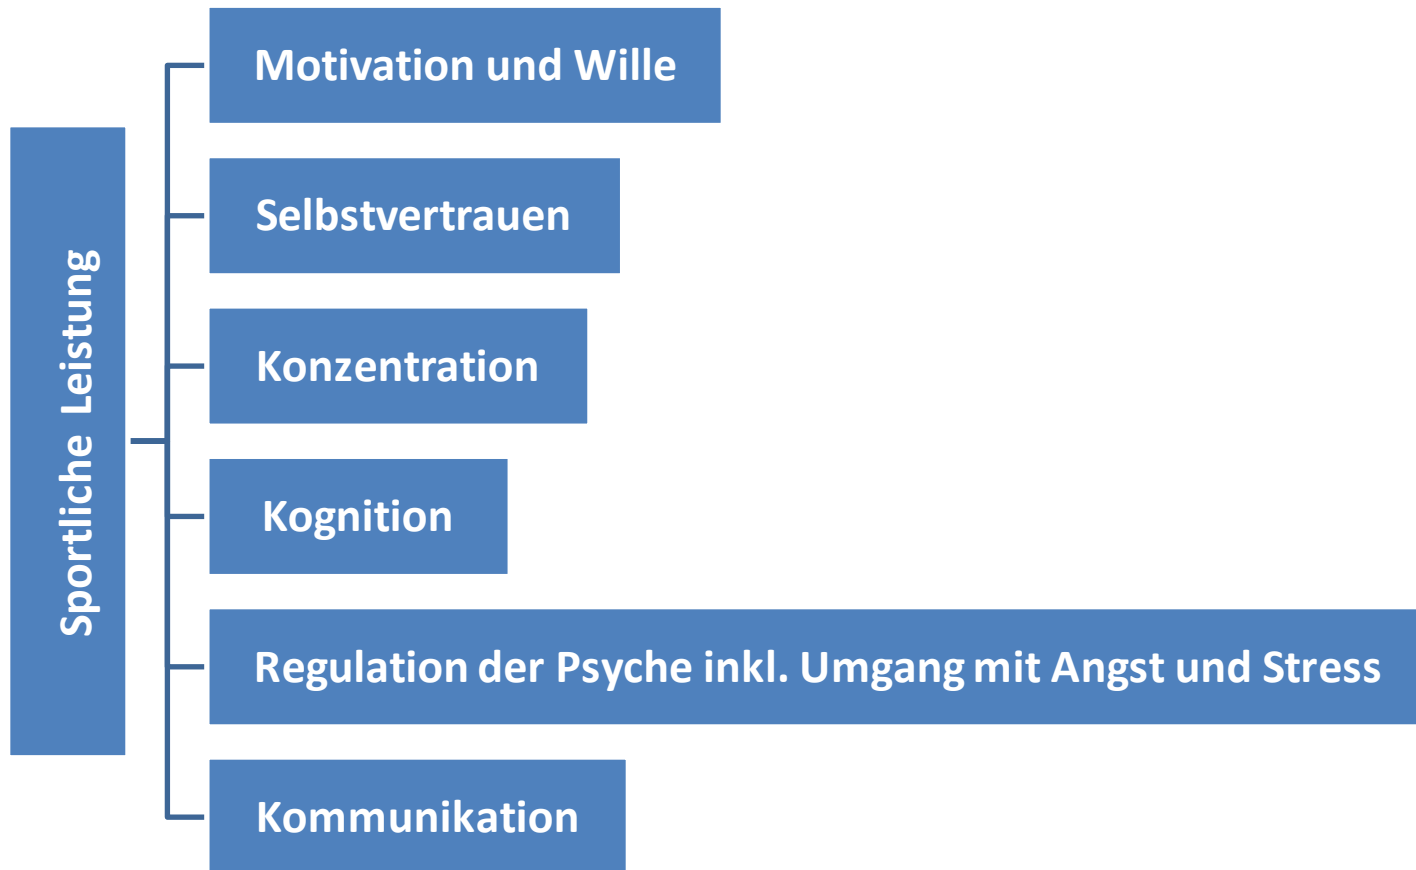 Sportliche Leistung
Motivation und Wille
Selbstvertrauen
Konzentration
Kognition
Regulation der Psyche inkl. Umgang mit Angst und Stress
Kommunikation